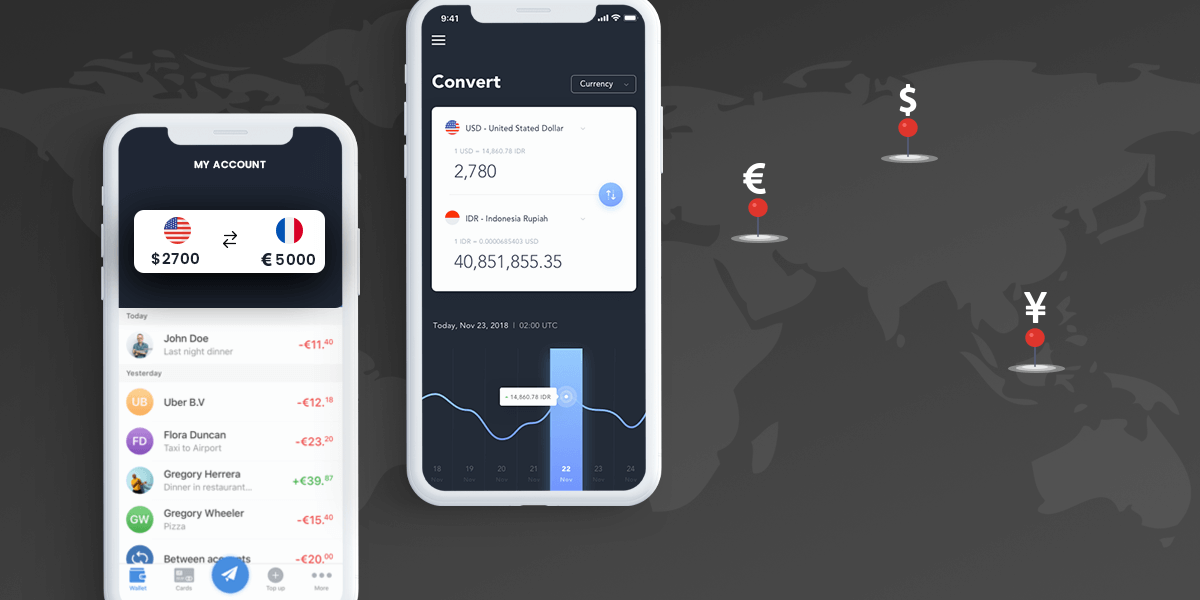 MY ACCOUNT
$2700
€5000
Today
John Doe
Last night dinner
-€11.40
Yesterday
UB
Uber B.V
-€12.18
FD
Flora Duncan
Taxi to Airport
-€23.20
Gregory Herrera
Dinner in restaurant...
+€39.87
GW
Gregory Wheeler
Pizza
-€15.40
Between accounts
-€20.00
Wallet
Cards
Top up
More
9:41
Convert
Currency
USD - United Stated Dollar
1 USD = 14,860.78 IDR
2,780
IDR - Indonesia Rupiah
1 IDR = 0.0000685403 USD
40,851,855.35
Today, Nov 23, 2018 | 02:00 UTC
~ 14,860.78 IDR
18 19 20 21 22 23 24
Nov Nov Nov Nov Nov Nov Nov
$
€
¥